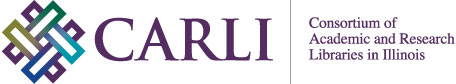 CARLI
Consortium of
Academic and Research
Libraries in Illinois